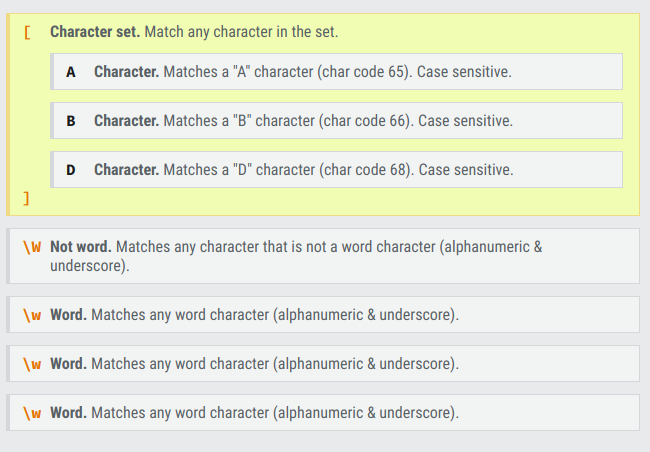 [ Character set. Match any character in the set.
A Character. Matches a "A" character (char code 65). Case sensitive.
B Character. Matches a "B" character (char code 66). Case sensitive.
D Character. Matches a "D" character (char code 68). Case sensitive.
]
\W Not word. Matches any character that is not a word character (alphanumeric &
underscore).
\w Word. Matches any word character (alphanumeric & underscore).
\w Word. Matches any word character (alphanumeric & underscore).
\w Word. Matches any word character (alphanumeric & underscore).